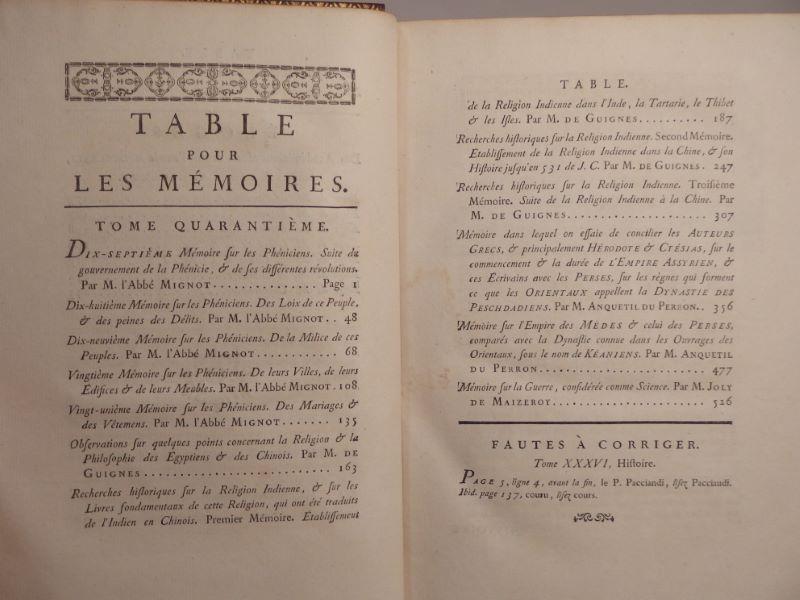 TABLE
POUR
LES MÉMOIRES.
TOME QUARANTIÈME.
DIX-SEPTIÈME Mémoire ſur les Phéniciens. Suite du
gouvernement de la Phénicie, & de ſes différentes révolutions.
Par M. l'Abbé MIGNOT. . . . . . . . . . . . . . . Page 1
Dix-huitième Mémoire ſur les Phéniciens. Des Loix de ce Peuple,
& des peines des Délits. Par M. l'Abbé MIGNOT. . 48
Dix-neuvième Mémoire ſur les Phéniciens. De la Milice de ces
Peuples. Par M. l'Abbé MIGNOT. . . . . . . . . . . . 68
Vingtième Mémoire ſur les Phéniciens. De leurs Villes, de leurs
Édifices & de leurs Meubles. Par M. l'Abbé MIGNOT. 108
Vingt-unième Mémoire ſur les Phéniciens. Des Mariages &
des Vêtemens. Par M. l'Abbé MIGNOT. . . . . . . 135
Obſervations ſur quelques points concernant la Religion & la
Philoſophie des Égyptiens & des Chinois. Par M. DE
GUIGNES . . . . . . . . . . . . . . . . . . . . . . . . 163
Recherches hiſtoriques ſur la Religion Indienne, & ſur les
Livres fondamentaux de cette Religion, qui ont été traduits
de l'Indien en Chinois. Premier Mémoire. Établiſſement
TABLE.
de la Religion Indienne dans l'Inde, la Tartarie, le Thibet
& les Iſles. Par M. DE GUIGNES. . . . . . . . . . 187
Recherches hiſtoriques ſur la Religion Indienne. Second Mémoire.
Établiſſement de la Religion Indienne dans la Chine, & ſon
Hiſtoire juſqu'en 531 de J. C. Par M. DE GUIGNES. 247
Recherches hiſtoriques ſur la Religion Indienne. Troiſième
Mémoire. Suite de la Religion Indienne à la Chine. Par
M. DE GUIGNES. . . . . . . . . . . . . . . . . . . . . 307
Mémoire dans lequel on eſſaie de concilier les AUTEURS
GRECS, & principalement HÉRODOTE & CTÉSIAS, ſur le
commencement & la durée de L'EMPIRE ASSYRIEN, &
ces Écrivains avec les PERSES, ſur les règnes qui forment
ce que les ORIENTAUX appellent la DYNASTIE DES
PESCHDADIENS. Par M. ANQUETIL DU PERRON. . 356
Mémoire ſur l'Empire des MÈDES & celui des PERSES,
comparés avec la Dynaſtie connue dans les Ouvrages des
Orientaux, ſous le nom de KÉANIENS. Par M. ANQUETIL
DU PERRON. . . . . . . . . . . . . . . . . . . . . . . 477
Mémoire ſur la Guerre, conſidérée comme Science. Par M. JOLY
DE MAIZEROY. . . . . . . . . . . . . . . . . . . . . . 526
FAUTES À CORRIGER.
Tome XXXVI, Hiſtoire.
PAGE 5, ligne 4, avant la fin, le P. Pacciandi, liſez Pacciaudi.
Ibid. page 137, couru, liſez cours.